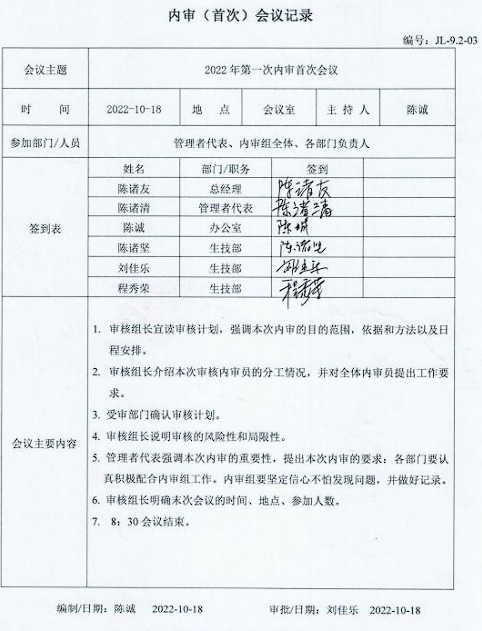 内审（首次）会议记录
编号：JL-9.2-03
会议主题 2022年第一次内审首次会议
时 间 2022-10-18 地 点 会议室 主 持 人 陈诚
参加部门/人员 管理者代表、内审组全体、各部门负责人
签到表
姓名 部门/职务 签到
陈诸友 总经理 陈诸友
陈诸清 管理者代表 陈诸清
陈诚 办公室 陈诚
陈诸坚 生技部 陈诸坚
刘佳乐 生技部 刘佳乐
程秀荣 生技部 程秀荣
会议主要内容
1. 审核组长宣读审核计划，强调本次内审的目的范围，依据和方法以及日
程安排。
2. 审核组长介绍本次审核内审员的分工情况，并对全体内审员提出工作要
求。
3. 受审部门确认审核计划。
4. 审核组长说明审核的风险性和局限性。
5. 管理者代表强调本次内审的重要性，提出本次内审的要求：各部门要认
真积极配合内审组工作。内审组要坚定信心不怕发现问题，并做好记录。
6. 审核组长明确末次会议的时间、地点、参加人数。
7. 8：30会议结束。
编制/日期：陈诚 2022-10-18 审批/日期：刘佳乐 2022-10-18